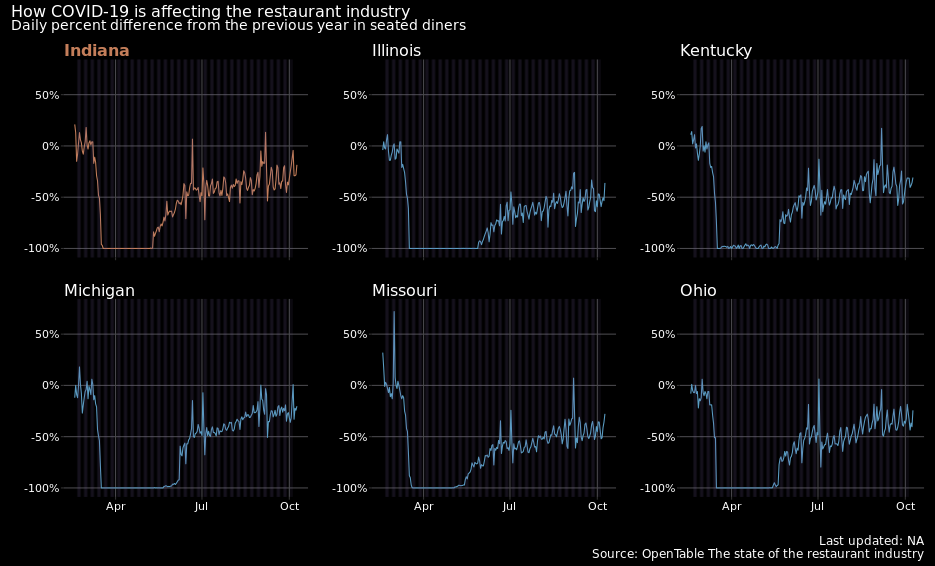 How COVID-19 is affecting the restaurant industry
Daily percent difference from the previous year in seated diners
Indiana
Illinois
Kentucky
50%
0%
-50%
-100%
50%
0%
-50%
-100%
50%
0%
-50%
-100%
Michigan
Missouri
Ohio
50%
0%
-50%
-100%
50%
0%
-50%
-100%
50%
0%
-50%
-100%
Apr Jul Oct
Apr Jul Oct
Apr Jul Oct
Last updated: NA
Source: OpenTable The state of the restaurant industry